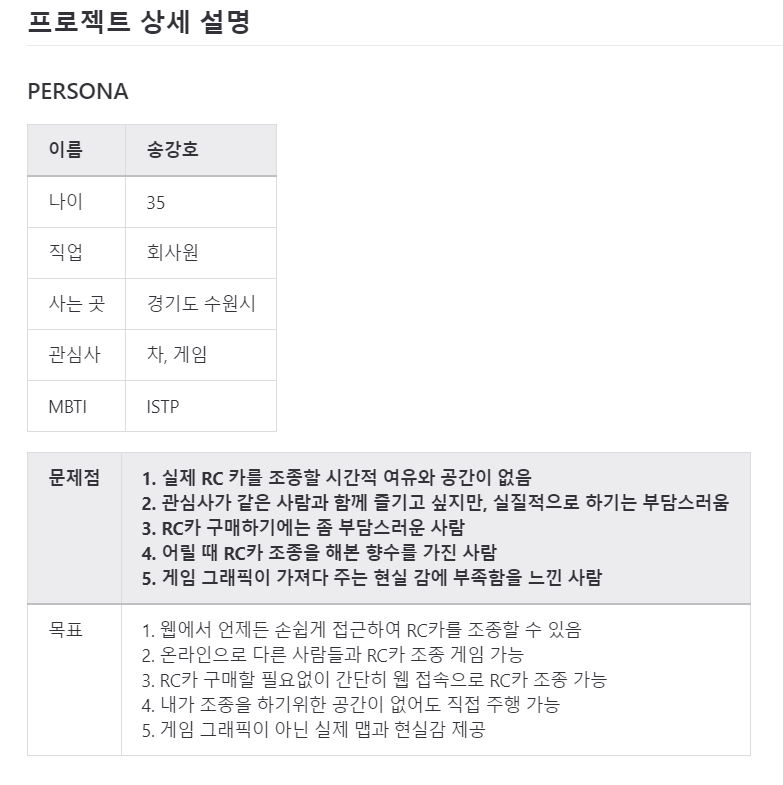 프로젝트 상세 설명
PERSONA
이름 송강호
나이 35
직업 회사원
사는 곳 경기도 수원시
관심사 차, 게임
MBTI ISTP
문제점 1. 실제 RC 카를 조종할 시간적 여유와 공간이 없음
2. 관심사가 같은 사람과 함께 즐기고 싶지만, 실질적으로 하기는 부담스러움
3. RC카 구매하기에는 좀 부담스러운 사람
4. 어릴 때 RC카 조종을 해본 향수를 가진 사람
5. 게임 그래픽이 가져다 주는 현실 감에 부족함을 느낀 사람
목표 1. 웹에서 언제든 손쉽게 접근하여 RC카를 조종할 수 있음
2. 온라인으로 다른 사람들과 RC카 조종 게임 가능
3. RC카 구매할 필요없이 간단히 웹 접속으로 RC카 조종 가능
4. 내가 조종을 하기위한 공간이 없어도 직접 주행 가능
5. 게임 그래픽이 아닌 실제 맵과 현실감 제공